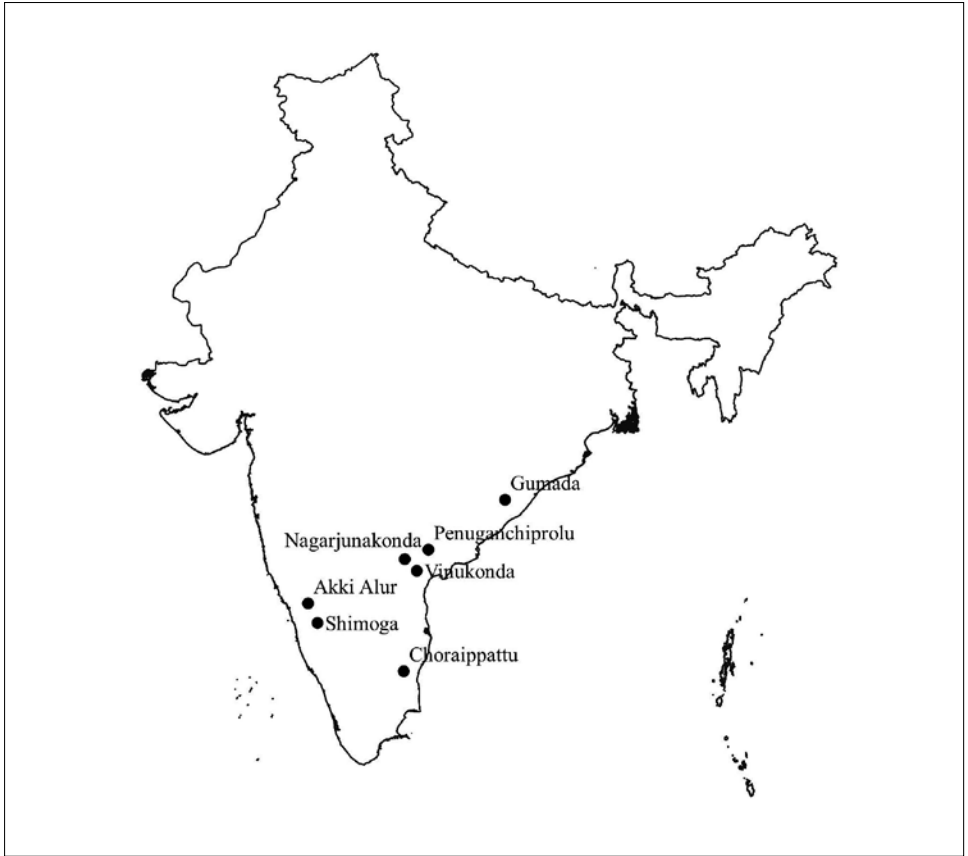 Gumada
Penuganchiprolu
Nagarjunakonda
Vinukonda
Akki Alur
Shimoga
Choraippattu